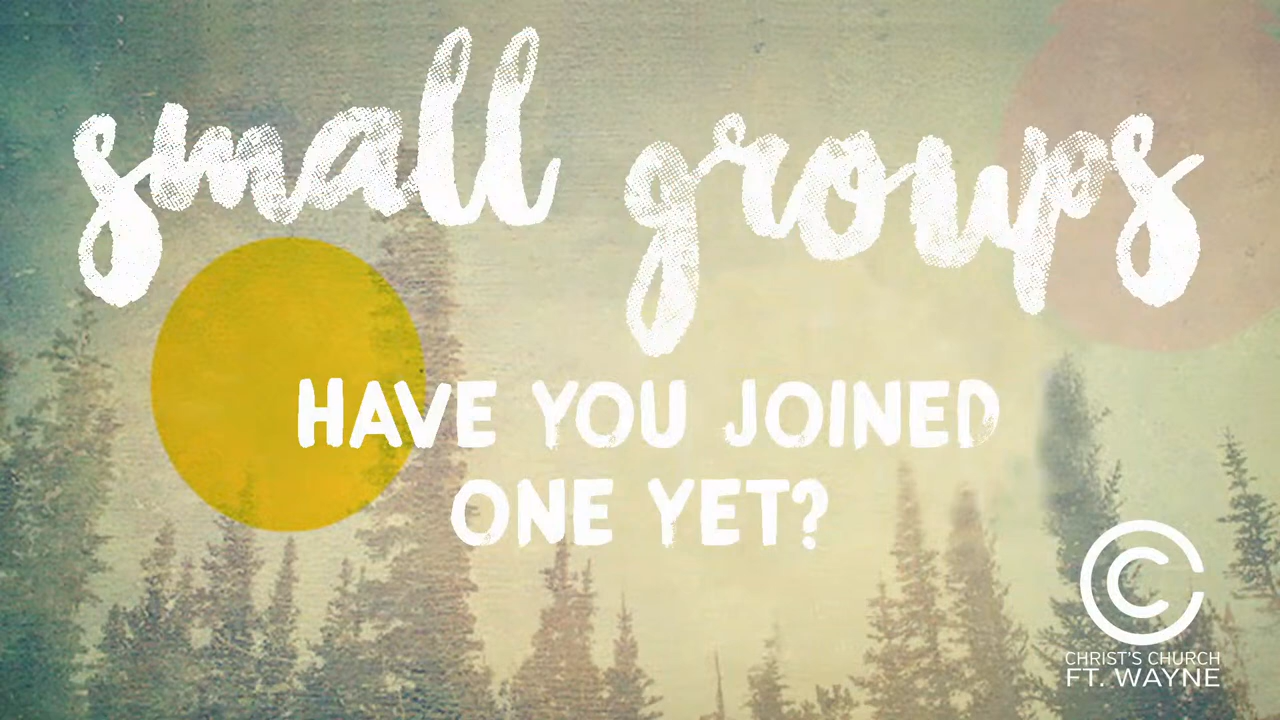 small groups
HAVE YOU JOINED
ONE YET?
CHRIST'S CHURCH
FT. WAYNE